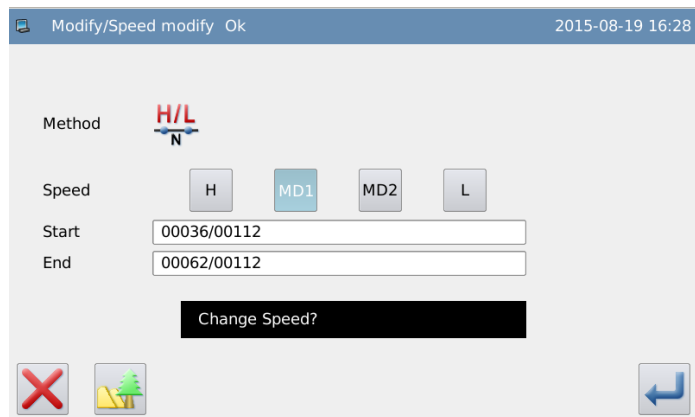 Modify/Speed modify Ok 2015-08-19 16:28
Method H/L
N
Speed H MD1 MD2 L
Start 00036/00112
End 00062/00112
Change Speed?